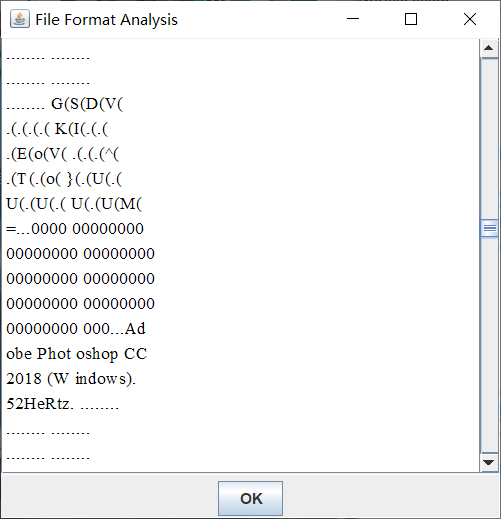 File Format Analysis
........ ........
........ ........
........ G(S(D(V(
.(.(.(.( K(I(.(.(
.(E(o(V( .(.(.(^(
.(T(.(o( }(.(U(.(
U(.(U(.( U(.(U(M(
=...0000 00000000
00000000 00000000
00000000 00000000
00000000 00000000
00000000 000...Ad
obe Phot oshop CC
2018 (W indows).
52HeRtz. ........
........ ........
........ ........
OK